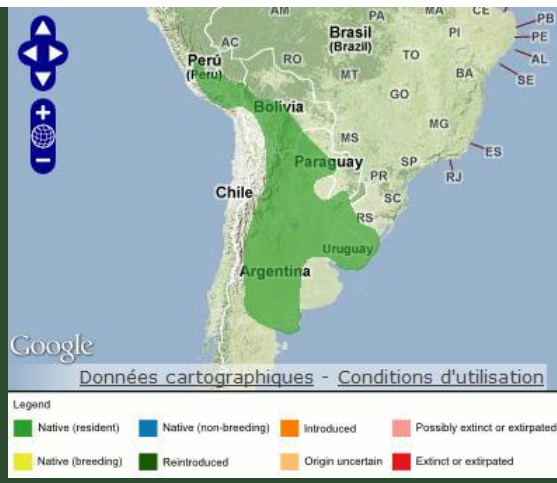 AM
PA
MA
CE
PB
Brasil
(Brazil)
PI
PE
AC
Perú
(Peru)
RO
TO
AL
MT
BA
SE
GO
Bolivia
MG
MS
ES
Paraguay
SP
RJ
PR
Chile
SC
RS
Uruguay
Argentina
Google
Données cartographiques - Conditions d'utilisation
Legend
Native (resident) Native (non-breeding) Introduced Possibly extinct or extirpated
Native (breeding) Reintroduced Origin uncertain Extinct or extirpated